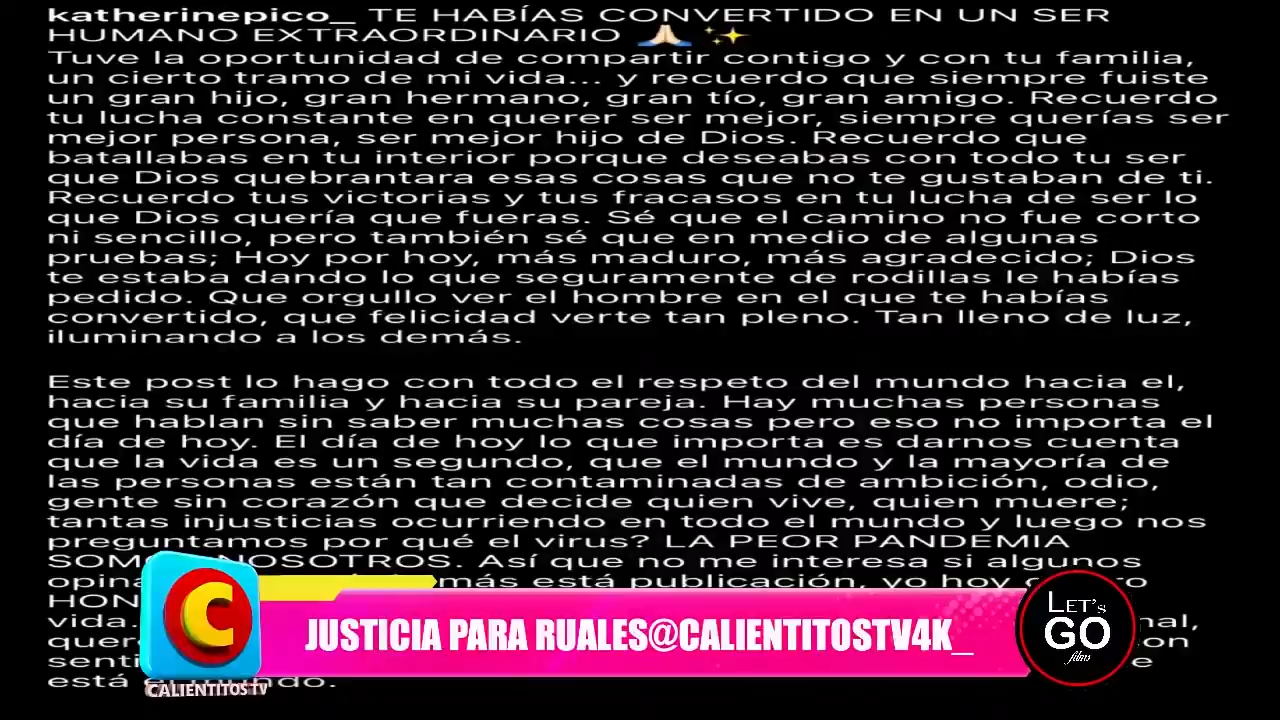 katherinepico_ TE HABÍAS CONVERTIDO EN UN SER
HUMANO EXTRAORDINARIO 🙏🏻 ✨
Tuve la oportunidad de compartir contigo y con tu familia,
un cierto tramo de mi vida... y recuerdo que siempre fuiste
un gran hijo, gran hermano, gran tío, gran amigo. Recuerdo
tu lucha constante en querer ser mejor, siempre querías ser
mejor persona, ser mejor hijo de Dios. Recuerdo que
batallabas en tu interior porque deseabas con todo tu ser
que Dios quebrantara esas cosas que no te gustaban de ti.
Recuerdo tus victorias y tus fracasos en tu lucha de ser lo
que Dios quería que fueras. Sé que el camino no fue corto
ni sencillo, pero también sé que en medio de algunas
pruebas; Hoy por hoy, más maduro, más agradecido; Dios
te estaba dando lo que seguramente de rodillas le habías
pedido. Que orgullo ver el hombre en el que te habías
convertido, que felicidad verte tan pleno. Tan lleno de luz,
iluminando a los demás.
Este post lo hago con todo el respeto del mundo hacia el,
hacia su familia y hacia su pareja. Hay muchas personas
que hablan sin saber muchas cosas pero eso no importa el
día de hoy. El día de hoy lo que importa es darnos cuenta
que la vida es un segundo, que el mundo y la mayoría de
las personas están tan contaminadas de ambición, odio,
gente sin corazón que decide quien vive, quien muere;
tantas injusticias ocurriendo en todo el mundo y luego nos
preguntamos por qué el virus? LA PEOR PANDEMIA
NOSOTROS. Así que no me interesa si algunos
más está publicación, yo hoy
vida.
está
JUSTICIA PARA RUALES@CALIENTITOSTV4K_
C
CALIENTITOS TV
LET'S
GO
films